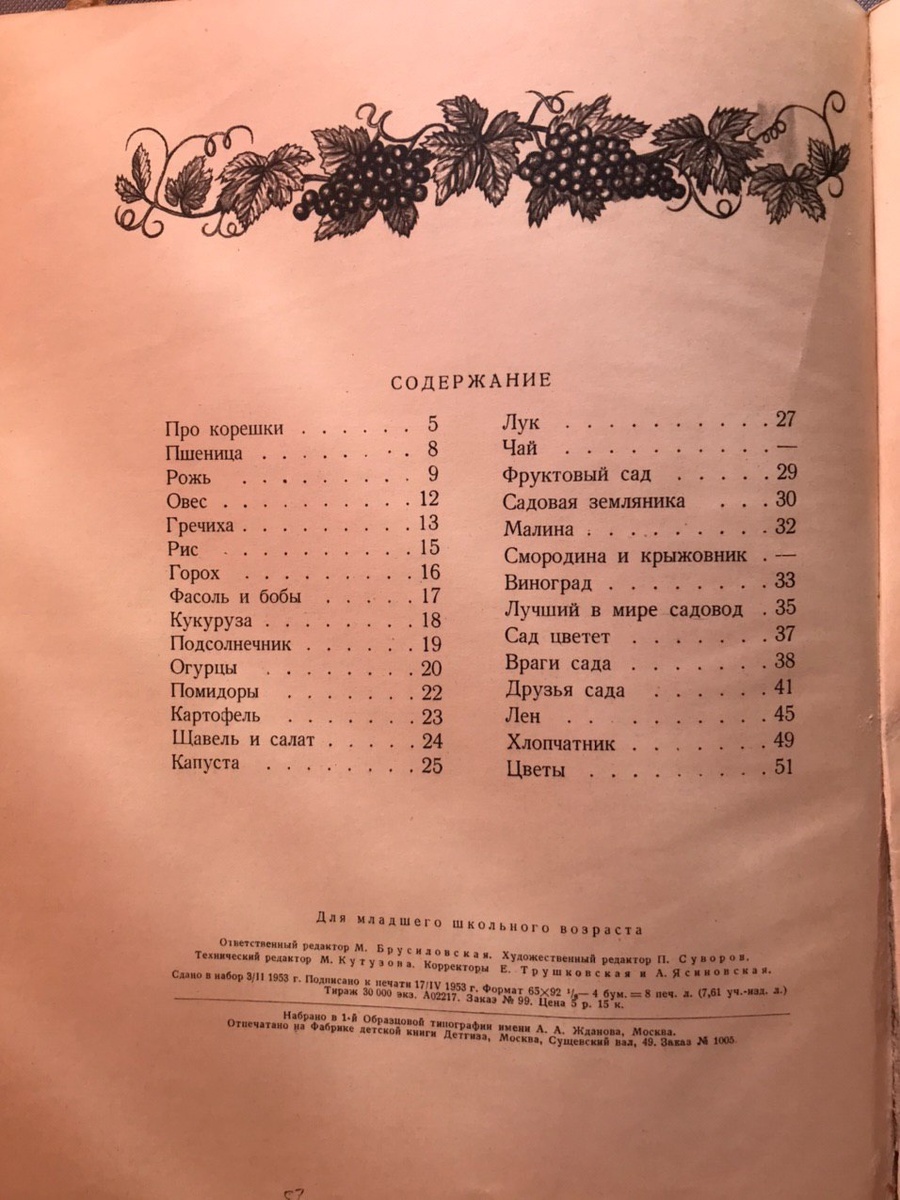 СОДЕРЖАНИЕ
Про корешки . . . . . . 5
Пшеница . . . . . . . . 8
Рожь . . . . . . . . . 9
Овес . . . . . . . . . . 12
Гречиха . . . . . . . . . 13
Рис . . . . . . . . . . 15
Горох . . . . . . . . . 16
Фасоль и бобы . . . . . 17
Кукуруза . . . . . . . . 18
Подсолнечник . . . . . . 19
Огурцы . . . . . . . . 20
Помидоры . . . . . . . 22
Картофель . . . . . . . 23
Щавель и салат . . . . . 24
Капуста . . . . . . . . 25
Лук . . . . . . . . . . 27
Чай . . . . . . . . . . —
Фруктовый сад . . . . . 29
Садовая земляника . . . 30
Малина . . . . . . . . . 32
Смородина и крыжовник . —
Виноград . . . . . . . . 33
Лучший в мире садовод . 35
Сад цветет . . . . . . . 37
Враги сада . . . . . . . 38
Друзья сада . . . . . . 41
Лен . . . . . . . . . . 45
Хлопчатник . . . . . . . 49
Цветы . . . . . . . . . 51
Для младшего школьного возраста
Ответственный редактор М. Брусиловская. Художественный редактор П. Суворов.
Технический редактор М. Кутузова. Корректоры Е. Трушковская и А. Ясиновская.
Сдано в набор 3/II 1953 г. Подписано к печати 17/IV 1953 г. Формат 65×92 — 4 бум. = 8 печ. л. (7,61 уч.-изд. л.)
Тираж 30 000 экз. А02217. Заказ № 99. Цена 5 р. 15 к.
Набрано в 1-й Образцовой типографии имени А. А. Жданова, Москва.
Отпечатано на Фабрике детской книги Детгиза, Москва, Сущевский вал, 49. Заказ № 1005